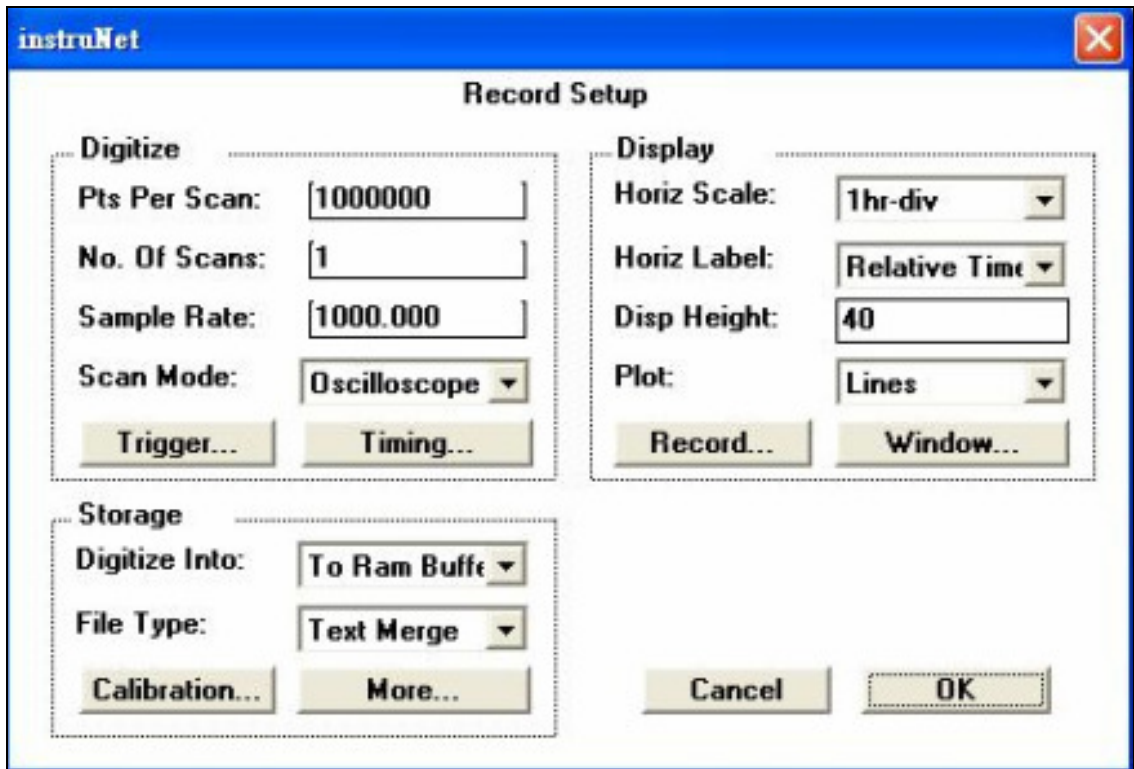 instruNet
Record Setup
Digitize
Pts Per Scan: 1000000
No. Of Scans: 1
Sample Rate: 1000.000
Scan Mode: Oscilloscope
Trigger... Timing...
Display
Horiz Scale: 1hr-div
Horiz Label: Relative Time
Disp Height: 40
Plot: Lines
Record... Window...
Storage
Digitize Into: To Ram Buffe
File Type: Text Merge
Calibration... More...
Cancel OK